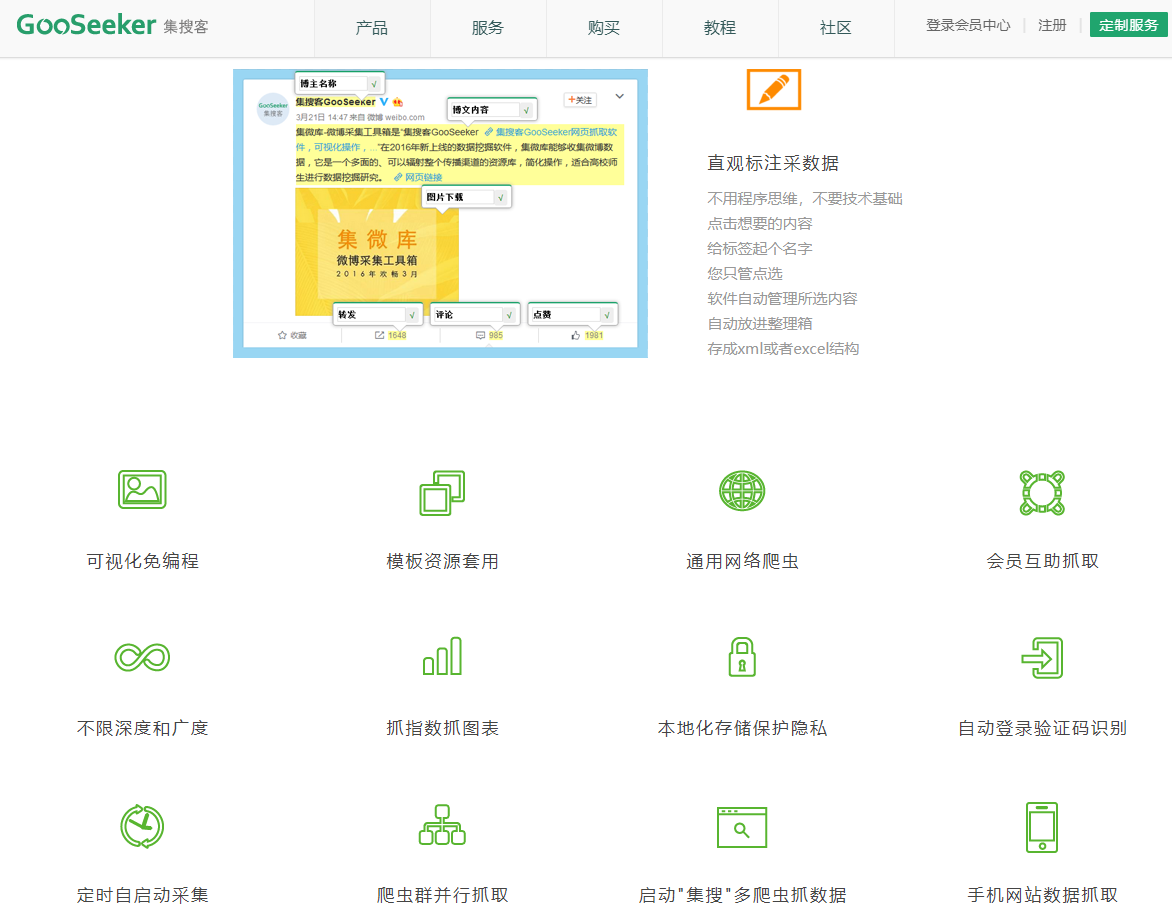 GooSeeker 集搜客 产品 服务 购买 教程 社区 登录会员中心 注册 定制服务
博主名称 √
GooSeeker
集搜客
集搜客GooSeeker
+关注
3月21日 14:47 来自 微博 weibo.com
博文内容 √
集微库-微博采集工具箱是"集搜客GooSeeker 集搜客GooSeeker网页抓取软
件，可视化操作，..."在2016年新上线的数据挖掘软件，集微库能够收集微博数
据，它是一个多面的、可以辐射整个传播渠道的资源库，简化操作，适合高校师
生进行数据挖掘研究。 网页链接
图片下载 √
集微库
微博采集工具箱
2016年欢畅3月
转发 √ 评论 √ 点赞 √
收藏 1648 985 1981
直观标注采数据
不用程序思维，不要技术基础
点击想要的内容
给标签起个名字
您只管点选
软件自动管理所选内容
自动放进整理箱
存成xml或者excel结构
可视化免编程 模板资源套用 通用网络爬虫 会员互助抓取
不限深度和广度 抓指数抓图表 本地化存储保护隐私 自动登录验证码识别
定时自启动采集 爬虫群并行抓取 启动"集搜"多爬虫抓数据 手机网站数据抓取